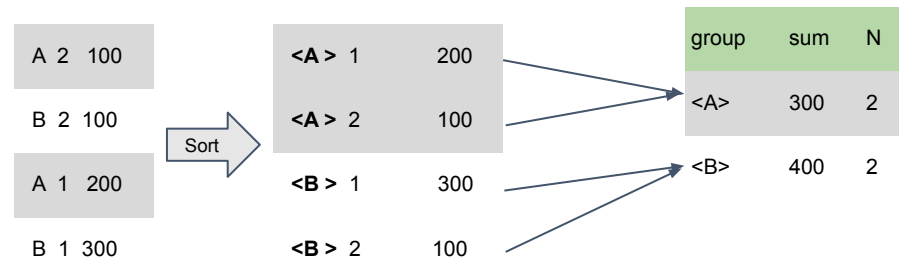 A 2 100
B 2 100
A 1 200
B 1 300
Sort
<A > 1 200
<A > 2 100
<B > 1 300
<B > 2 100
group sum N
<A> 300 2
<B> 400 2